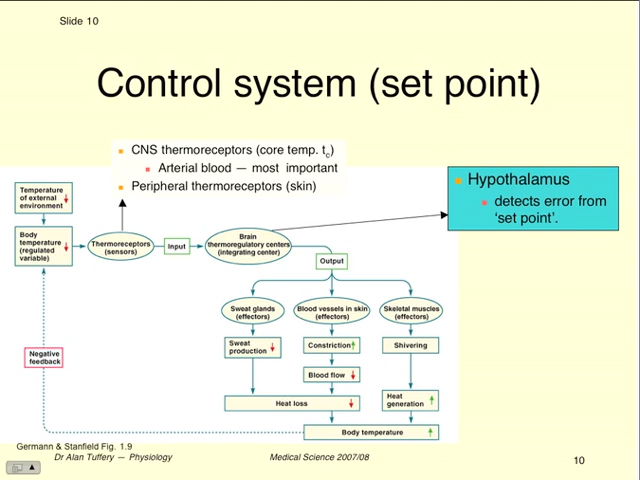 Slide 10
Control system (set point)
CNS thermoreceptors (core temp. tc)
Arterial blood — most important
Peripheral thermoreceptors (skin)
Hypothalamus
detects error from
‘set point’.
Temperature
of external
environment
Body
temperature
(regulated
variable)
Thermoreceptors
(sensors)
Input
Brain
thermoregulatory centers
(integrating center)
Output
Sweat glands
(effectors)
Blood vessels in skin
(effectors)
Skeletal muscles
(effectors)
Sweat
production
Constriction
Shivering
Blood flow
Negative
feedback
Heat loss
Heat
generation
Body temperature
Germann & Stanfield Fig. 1.9
Dr Alan Tuffery — Physiology
Medical Science 2007/08
10